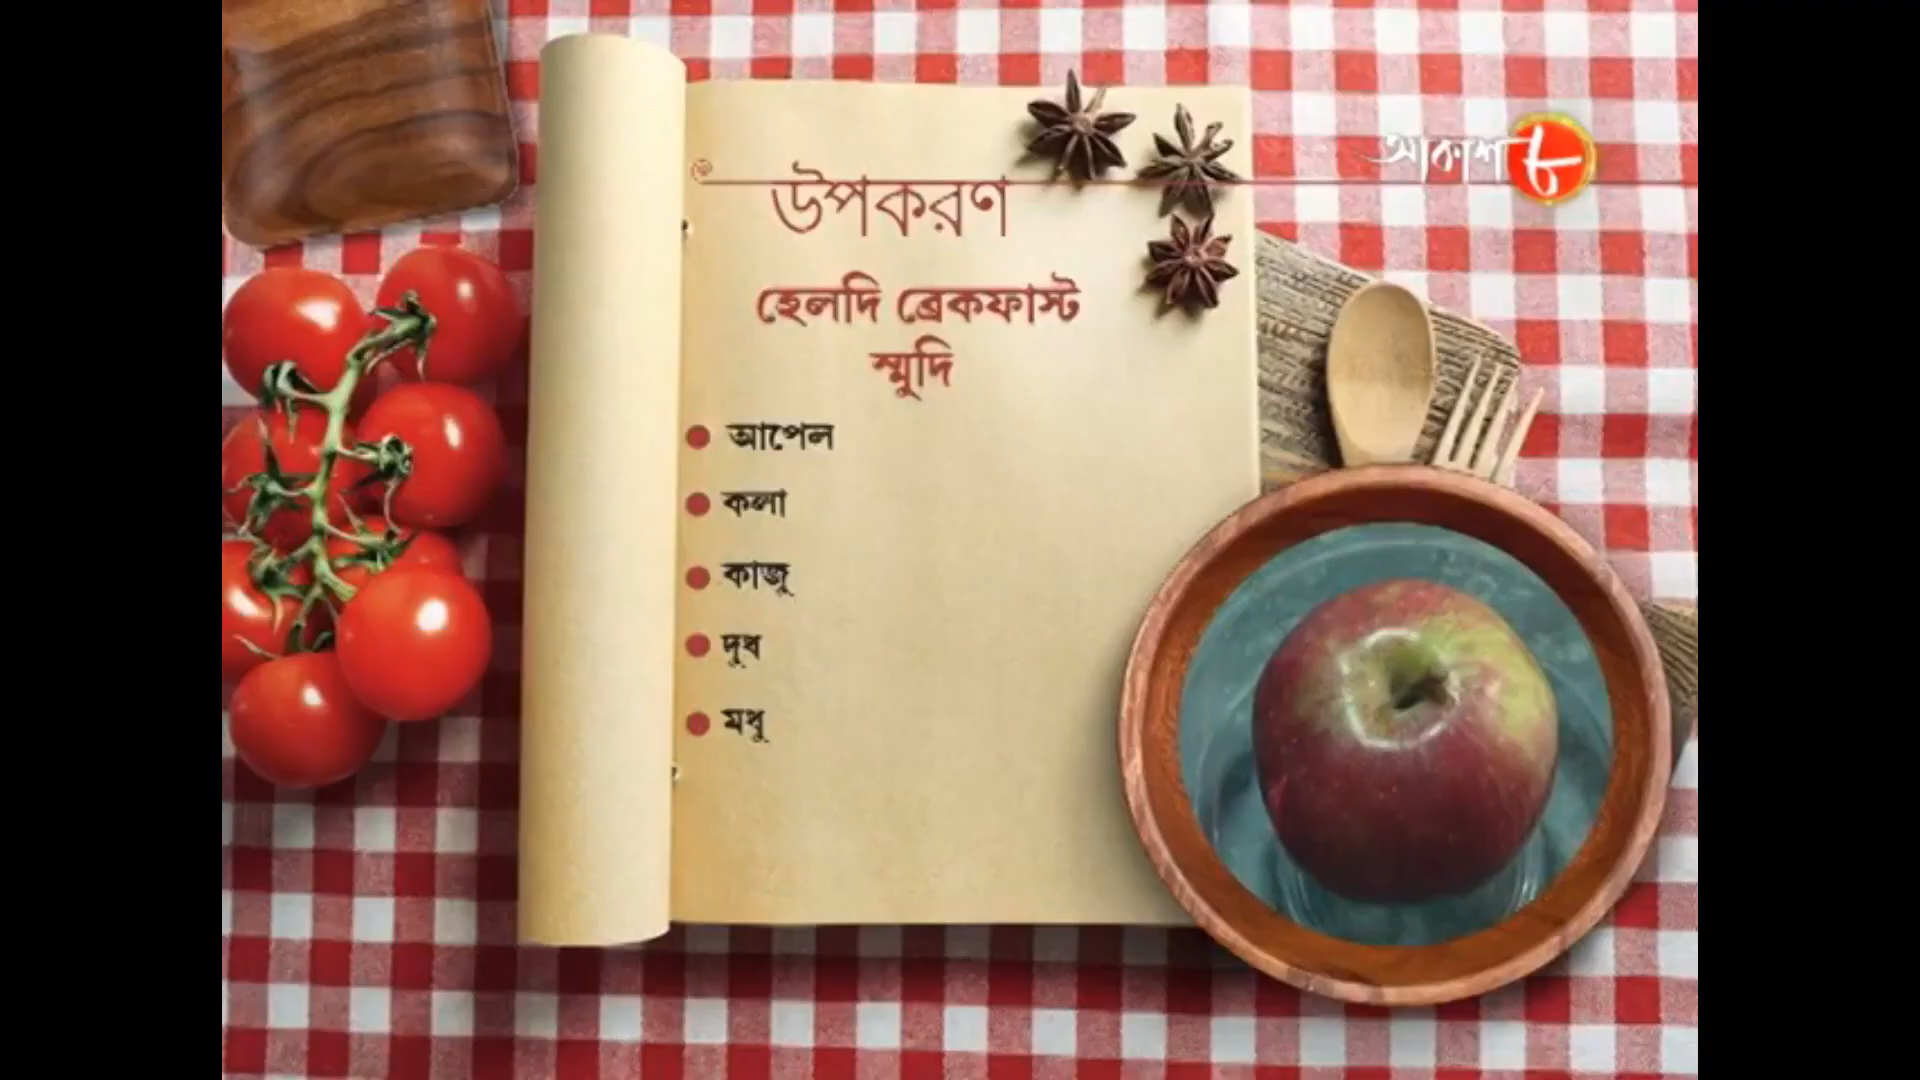 আকাশ ৮
উপকরণ
হেলদি ব্রেকফাস্ট
স্মুদি
আপেল
কলা
কাজু
দুধ
মধু